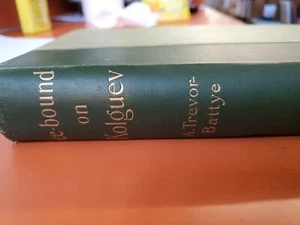 e-bound
on
Kolguev
A. Trevor-
Battye